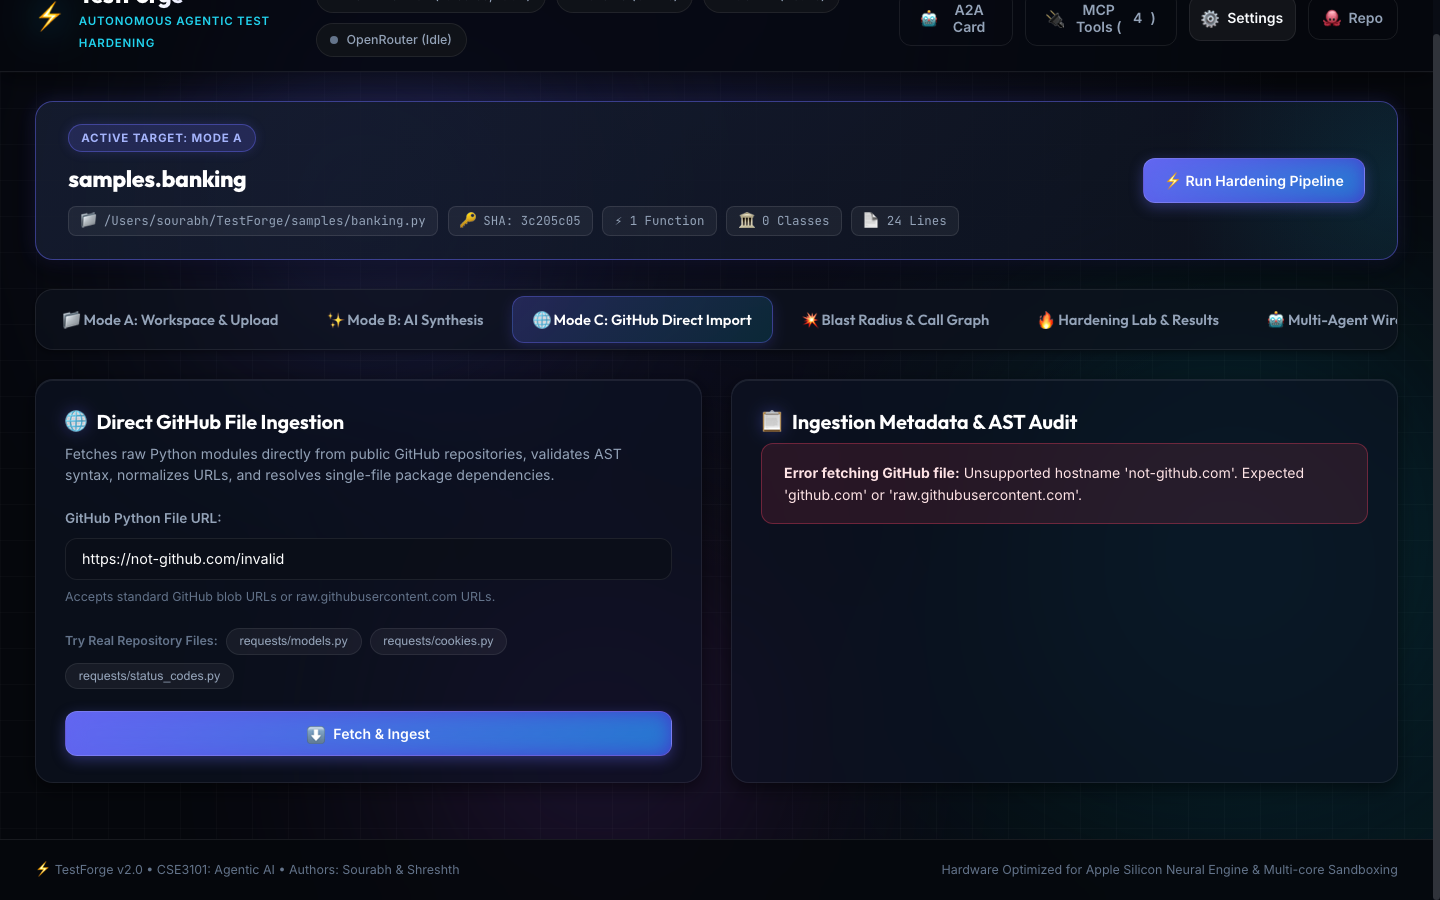 AUTONOMOUS AGENTIC TEST
HARDENING
OpenRouter (Idle)
A2A
Card
MCP
Tools ( 4 )
Settings
Repo
ACTIVE TARGET: MODE A
samples.banking
/Users/sourabh/TestForge/samples/banking.py
SHA: 3c205c05
1 Function
0 Classes
24 Lines
Run Hardening Pipeline
Mode A: Workspace & Upload
Mode B: AI Synthesis
Mode C: GitHub Direct Import
Blast Radius & Call Graph
Hardening Lab & Results
Multi-Agent Wir
Direct GitHub File Ingestion
Fetches raw Python modules directly from public GitHub repositories, validates AST
syntax, normalizes URLs, and resolves single-file package dependencies.
GitHub Python File URL:
https://not-github.com/invalid
Accepts standard GitHub blob URLs or raw.githubusercontent.com URLs.
Try Real Repository Files:
requests/models.py
requests/cookies.py
requests/status_codes.py
Fetch & Ingest
Ingestion Metadata & AST Audit
Error fetching GitHub file: Unsupported hostname 'not-github.com'. Expected
'github.com' or 'raw.githubusercontent.com'.
TestForge v2.0 • CSE3101: Agentic AI • Authors: Sourabh & Shreshth
Hardware Optimized for Apple Silicon Neural Engine & Multi-core Sandboxing